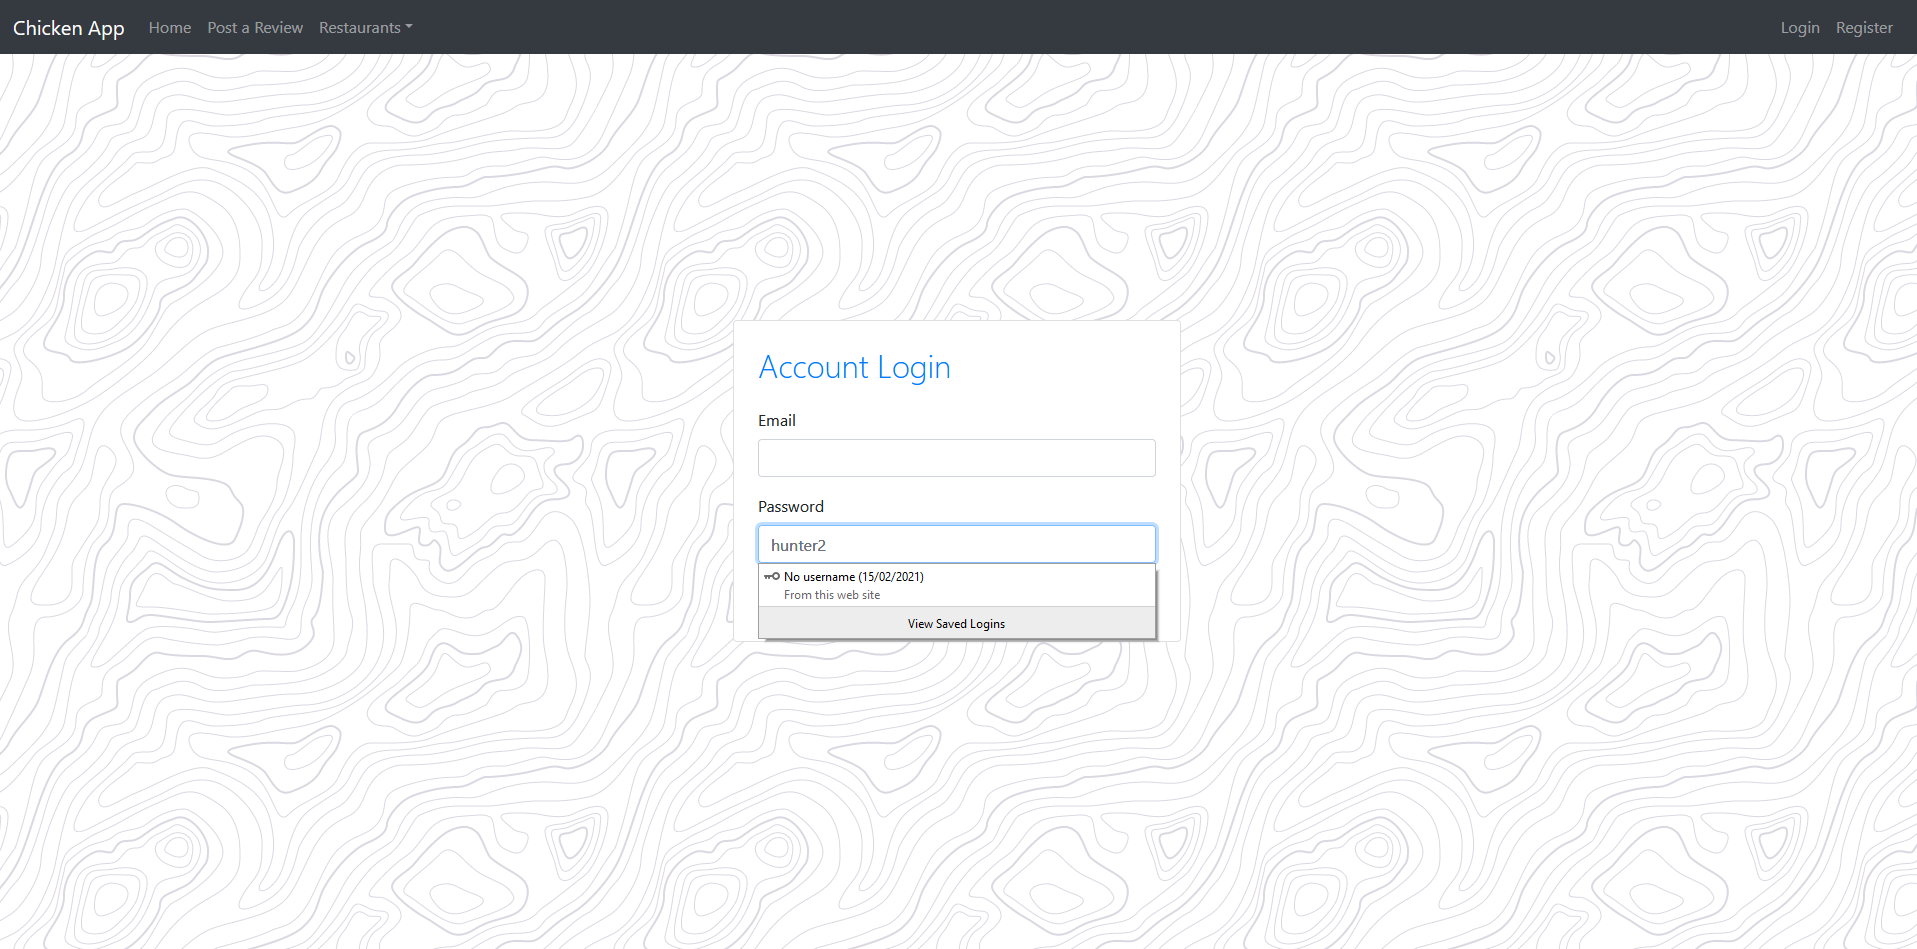 Chicken App Home Post a Review Restaurants Login Register
Account Login
Email
Password
hunter2
No username (15/02/2021)
From this web site
View Saved Logins